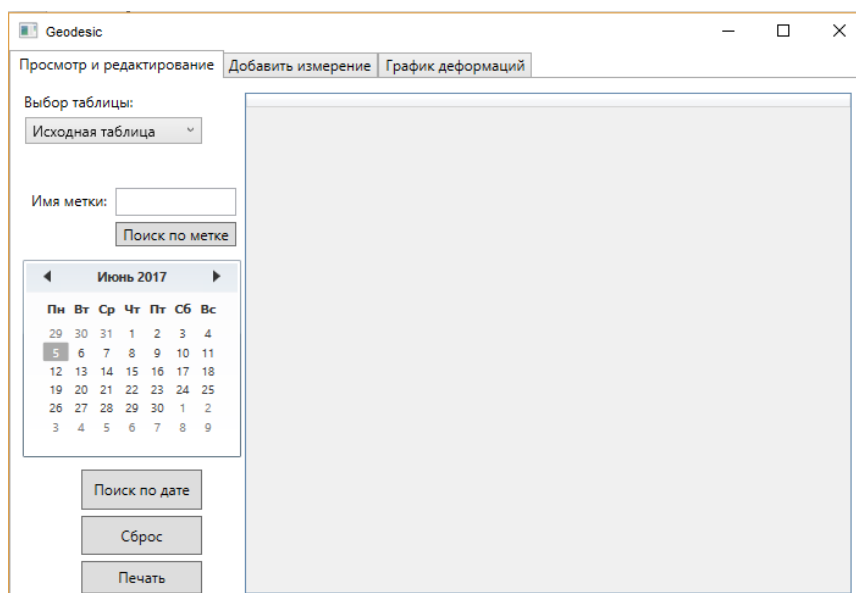 Geodesic
Просмотр и редактирование Добавить измерение График деформаций
Выбор таблицы:
Исходная таблица
Имя метки:
Поиск по метке
Июнь 2017
Пн Вт Ср Чт Пт Сб Вс
29 30 31 1 2 3 4
5 6 7 8 9 10 11
12 13 14 15 16 17 18
19 20 21 22 23 24 25
26 27 28 29 30 1 2
3 4 5 6 7 8 9
Поиск по дате
Сброс
Печать